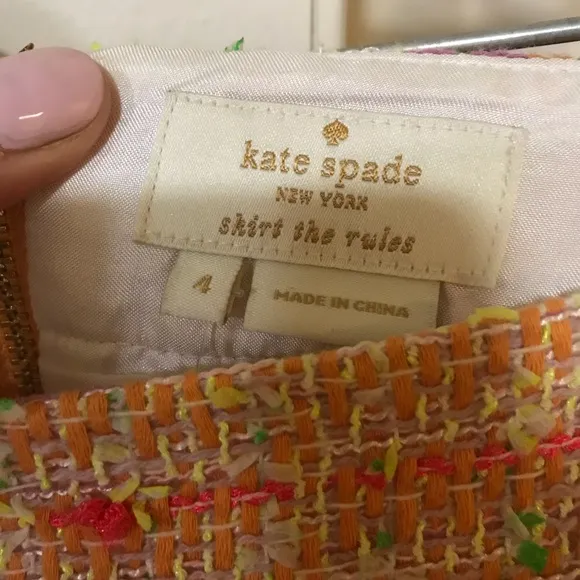 kate spade
NEW YORK
skirt the rules
4
MADE IN CHINA